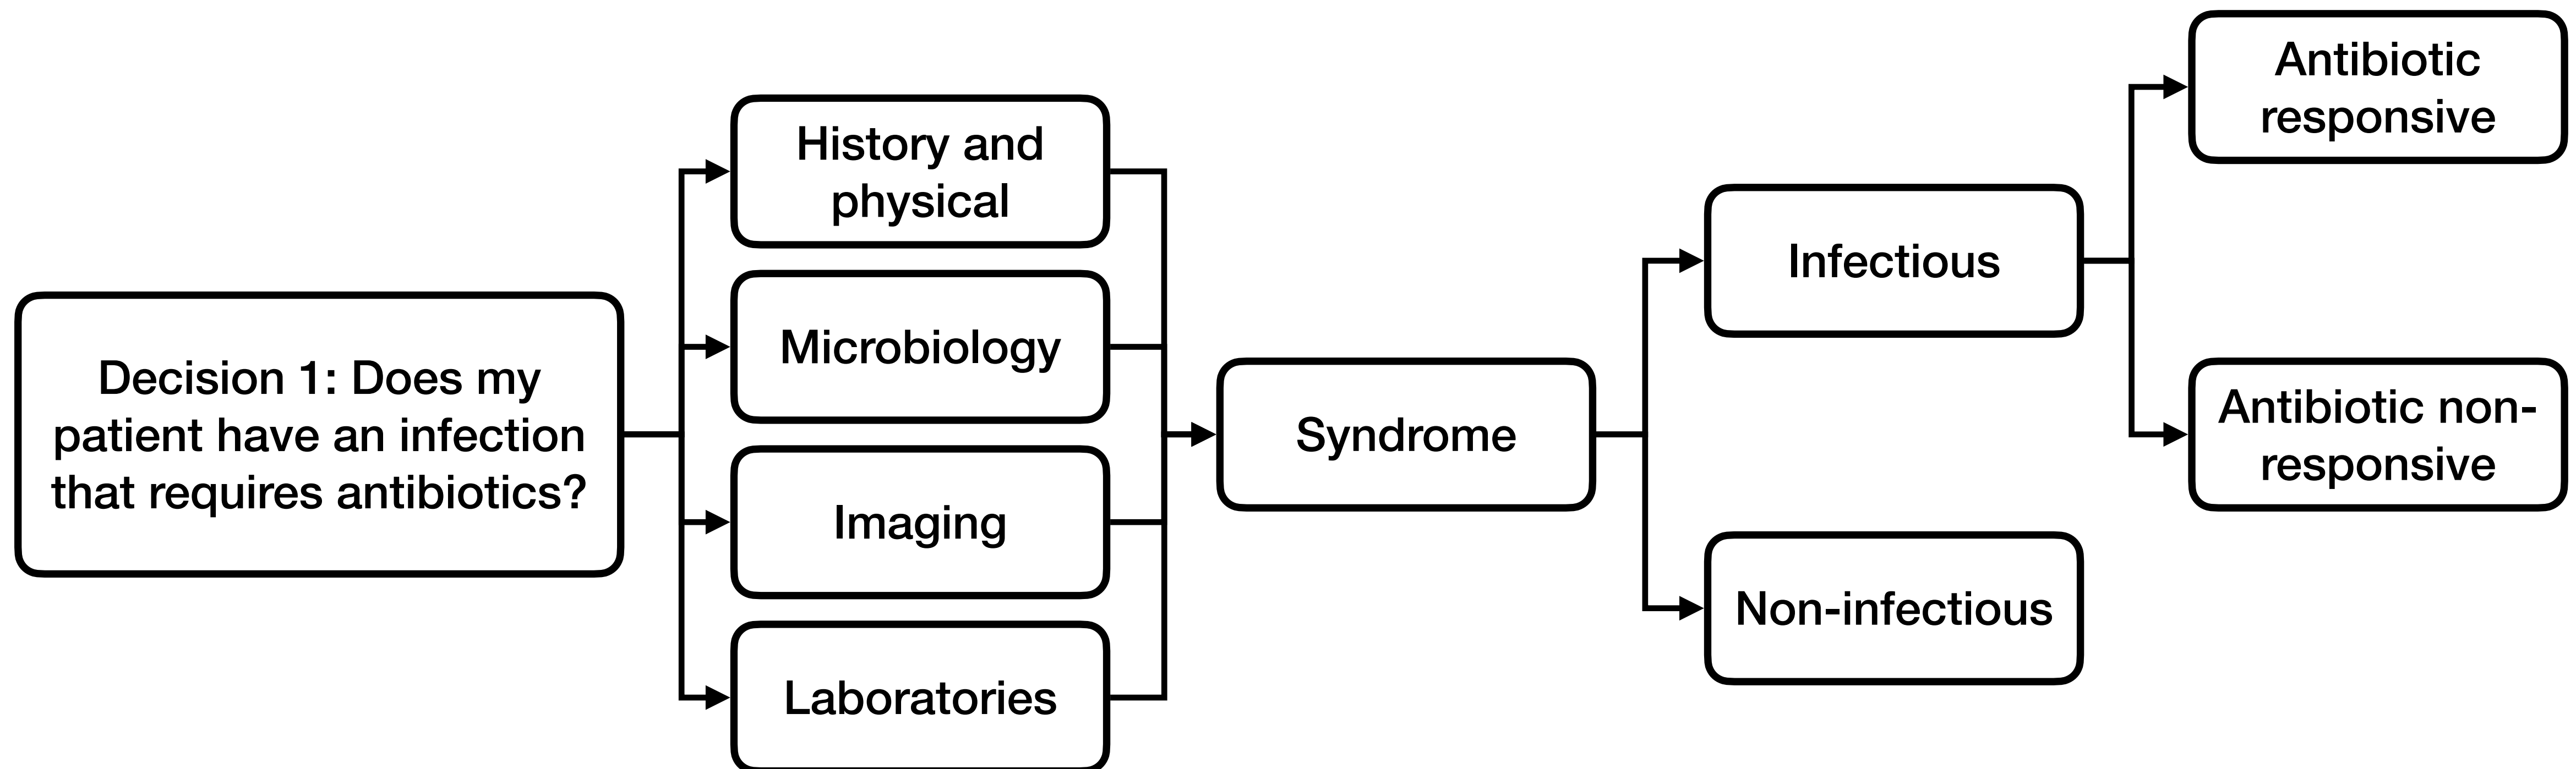 Decision 1: Does my
patient have an infection
that requires antibiotics?
History and
physical
Microbiology
Imaging
Laboratories
Syndrome
Infectious
Non-infectious
Antibiotic
responsive
Antibiotic non-
responsive